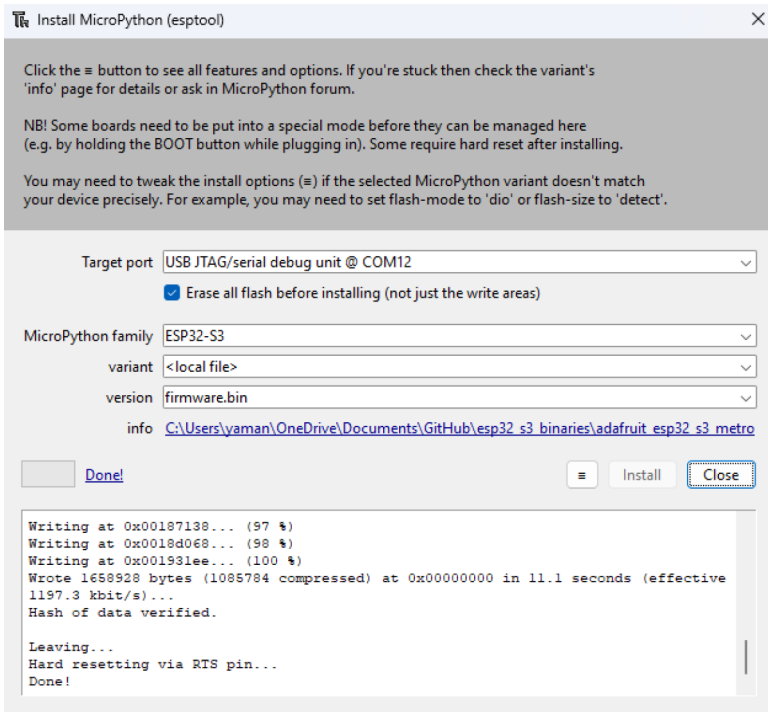 Install MicroPython (esptool)
Click the ≡ button to see all features and options. If you're stuck then check the variant's
'info' page for details or ask in MicroPython forum.
NB! Some boards need to be put into a special mode before they can be managed here
(e.g. by holding the BOOT button while plugging in). Some require hard reset after installing.
You may need to tweak the install options (≡) if the selected MicroPython variant doesn't match
your device precisely. For example, you may need to set flash-mode to 'dio' or flash-size to 'detect'.
Target port USB JTAG/serial debug unit @ COM12
Erase all flash before installing (not just the write areas)
MicroPython family ESP32-S3
variant <local file>
version firmware.bin
info C:\Users\yaman\OneDrive\Documents\GitHub\esp32_s3_binaries\adafruit_esp32_s3_metro
Done! ≡ Install Close
Writing at 0x00187138... (97 %)
Writing at 0x0018d068... (98 %)
Writing at 0x001931ee... (100 %)
Wrote 1658928 bytes (1085784 compressed) at 0x00000000 in 11.1 seconds (effective
1197.3 kbit/s)...
Hash of data verified.
Leaving...
Hard resetting via RTS pin...
Done!